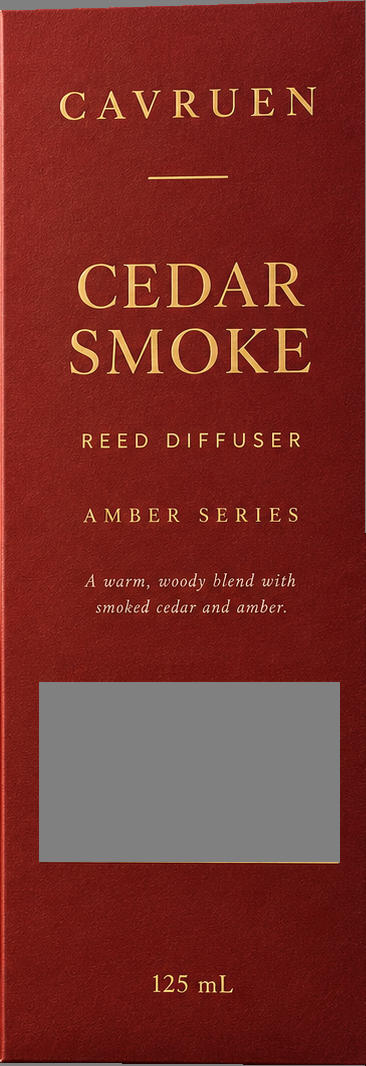 CAVRUEN
CEDAR
SMOKE
REED DIFFUSER
AMBER SERIES
A warm, woody blend with
smoked cedar and amber.
125 mL